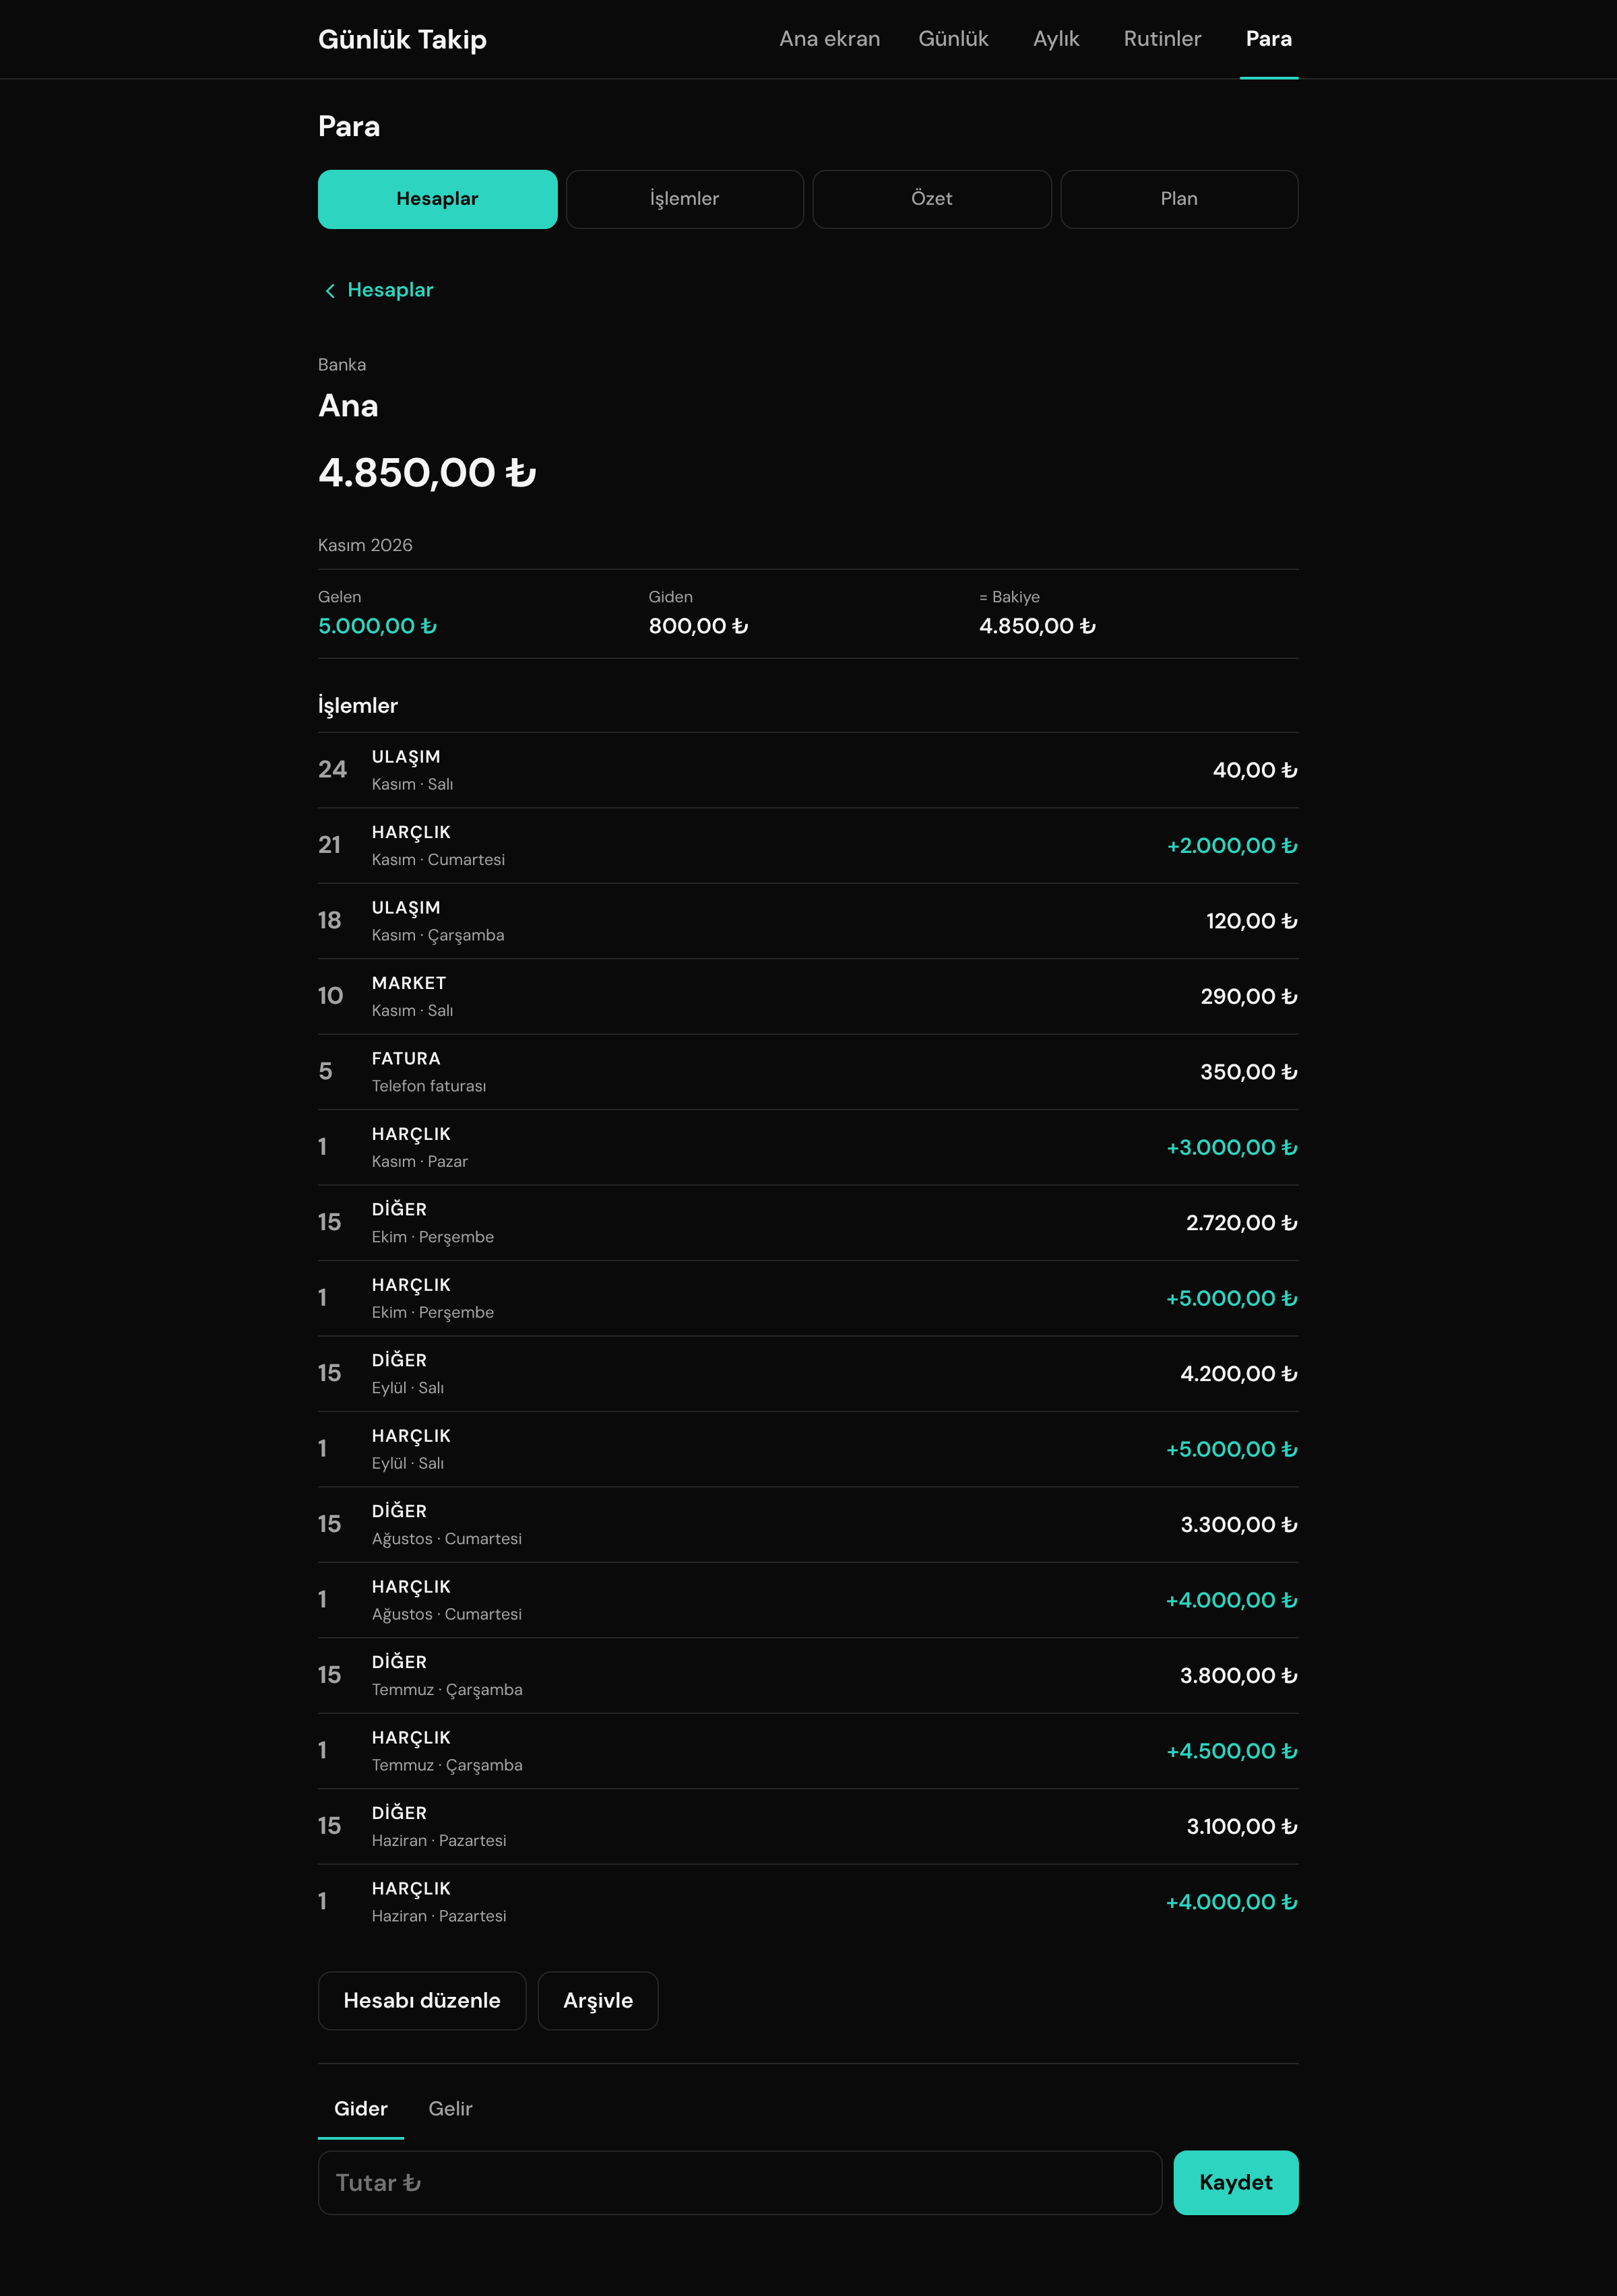 Günlük Takip
Ana ekran Günlük Aylık Rutinler Para
Para
Hesaplar İşlemler Özet Plan
Hesaplar
Banka
Ana
4.850,00 ₺
Kasım 2026
Gelen Giden = Bakiye
5.000,00 ₺ 800,00 ₺ 4.850,00 ₺
İşlemler
24 ULAŞIM 40,00 ₺
Kasım · Salı
21 HARÇLIK +2.000,00 ₺
Kasım · Cumartesi
18 ULAŞIM 120,00 ₺
Kasım · Çarşamba
10 MARKET 290,00 ₺
Kasım · Salı
5 FATURA 350,00 ₺
Telefon faturası
1 HARÇLIK +3.000,00 ₺
Kasım · Pazar
15 DİĞER 2.720,00 ₺
Ekim · Perşembe
1 HARÇLIK +5.000,00 ₺
Ekim · Perşembe
15 DİĞER 4.200,00 ₺
Eylül · Salı
1 HARÇLIK +5.000,00 ₺
Eylül · Salı
15 DİĞER 3.300,00 ₺
Ağustos · Cumartesi
1 HARÇLIK +4.000,00 ₺
Ağustos · Cumartesi
15 DİĞER 3.800,00 ₺
Temmuz · Çarşamba
1 HARÇLIK +4.500,00 ₺
Temmuz · Çarşamba
15 DİĞER 3.100,00 ₺
Haziran · Pazartesi
1 HARÇLIK +4.000,00 ₺
Haziran · Pazartesi
Hesabı düzenle Arşivle
Gider Gelir
Tutar ₺ Kaydet